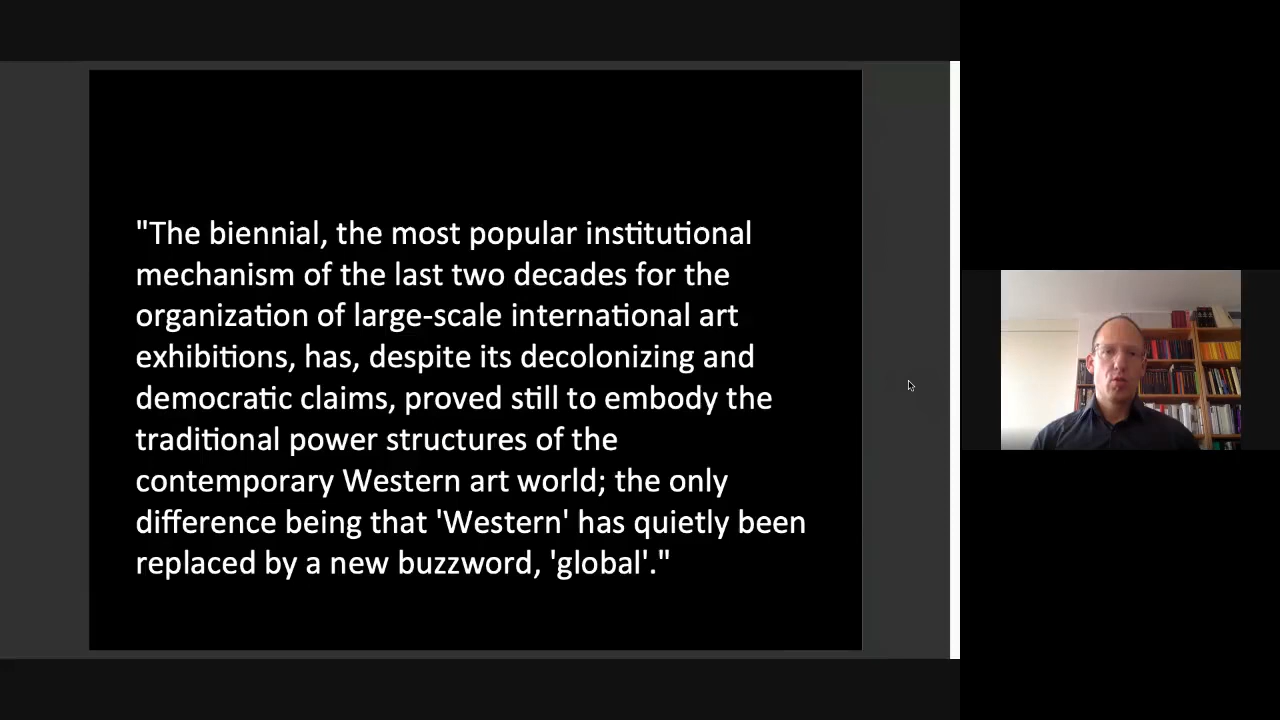 "The biennial, the most popular institutional
mechanism of the last two decades for the
organization of large-scale international art
exhibitions, has, despite its decolonizing and
democratic claims, proved still to embody the
traditional power structures of the
contemporary Western art world; the only
difference being that 'Western' has quietly been
replaced by a new buzzword, 'global'."